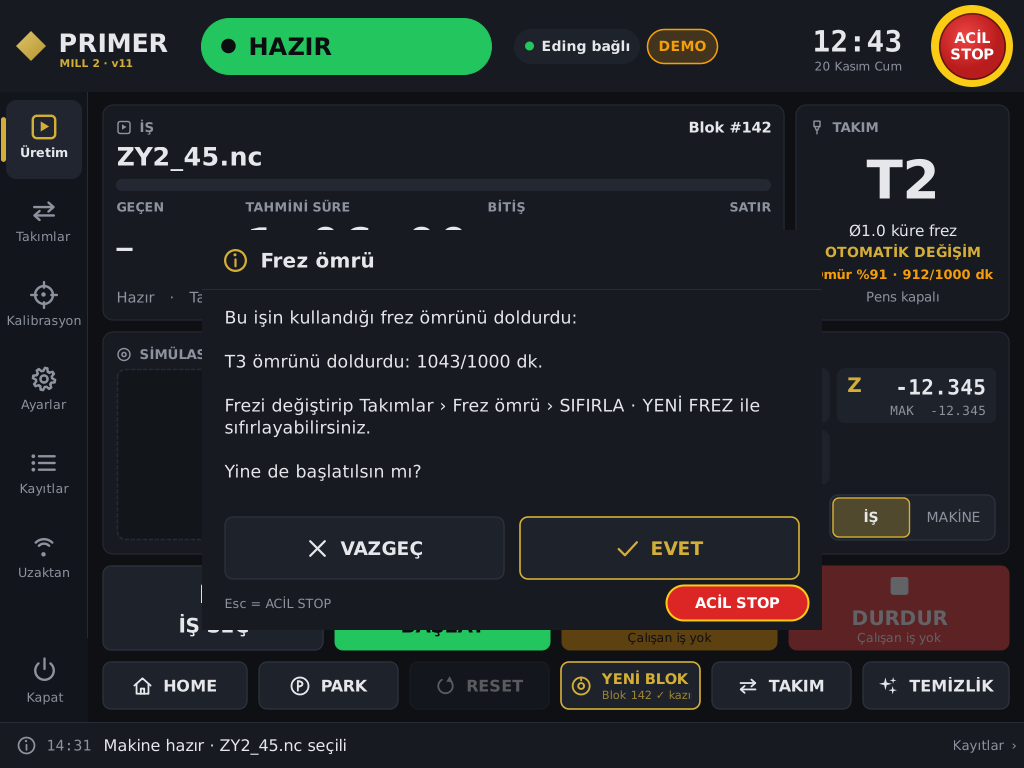 PRIMER
MILL 2 · v11
HAZIR
Eding bağlı
DEMO
12:43
20 Kasım Cum
ACİL
STOP
Üretim
Takımlar
Kalibrasyon
Ayarlar
Kayıtlar
Uzaktan
Kapat
İŞ
Blok #142
ZY2_45.nc
GEÇEN
TAHMİNİ SÜRE
BİTİŞ
SATIR
–
Hazır ·
TAKIM
T2
Ø1.0 küre frez
OTOMATİK DEĞİŞİM
%91 · 912/1000 dk
Pens kapalı
Frez ömrü
Bu işin kullandığı frez ömrünü doldurdu:
T3 ömrünü doldurdu: 1043/1000 dk.
Frezi değiştirip Takımlar › Frez ömrü › SIFIRLA · YENİ FREZ ile
sıfırlayabilirsiniz.
Yine de başlatılsın mı?
VAZGEÇ
EVET
Esc = ACİL STOP
ACİL STOP
Z -12.345
MAK -12.345
İŞ
MAKİNE
İŞ SEÇ
Çalışan iş yok
DURDUR
Çalışan iş yok
HOME
PARK
RESET
YENİ BLOK
Blok 142 ✓ kazı
TAKIM
TEMİZLİK
14:31 Makine hazır · ZY2_45.nc seçili
Kayıtlar ›